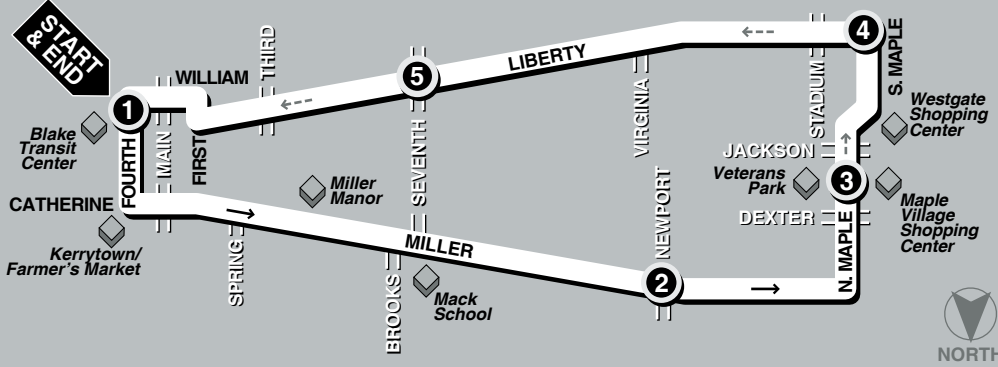 START
& END
1
WILLIAM
THIRD
5
LIBERTY
4
S. MAPLE
STADIUM
VIRGINIA
Westgate
Shopping
Center
Blake
Transit
Center
FOURTH
MAIN
FIRST
SEVENTH
JACKSON
Veterans
Park
3
Maple
Village
Shopping
Center
DEXTER
N. MAPLE
CATHERINE
Miller
Manor
Kerrytown/
Farmer's Market
SPRING
MILLER
BROOKS
Mack
School
NEWPORT
2
NORTH